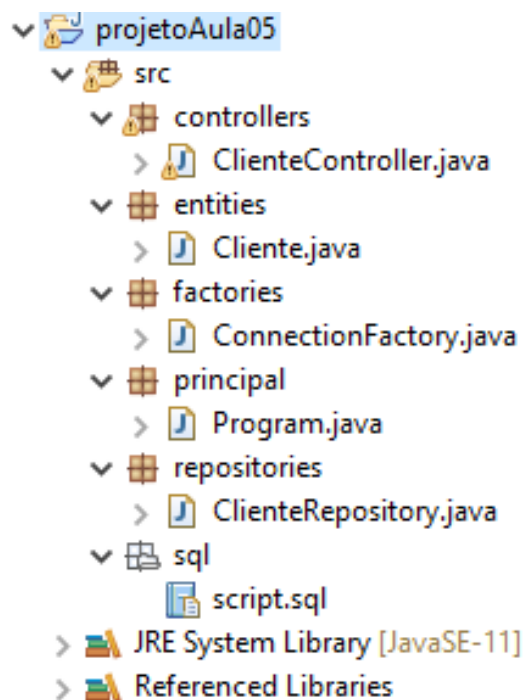 projetoAula05
src
controllers
ClienteController.java
entities
Cliente.java
factories
ConnectionFactory.java
principal
Program.java
repositories
ClienteRepository.java
sql
script.sql
JRE System Library [JavaSE-11]
Referenced Libraries